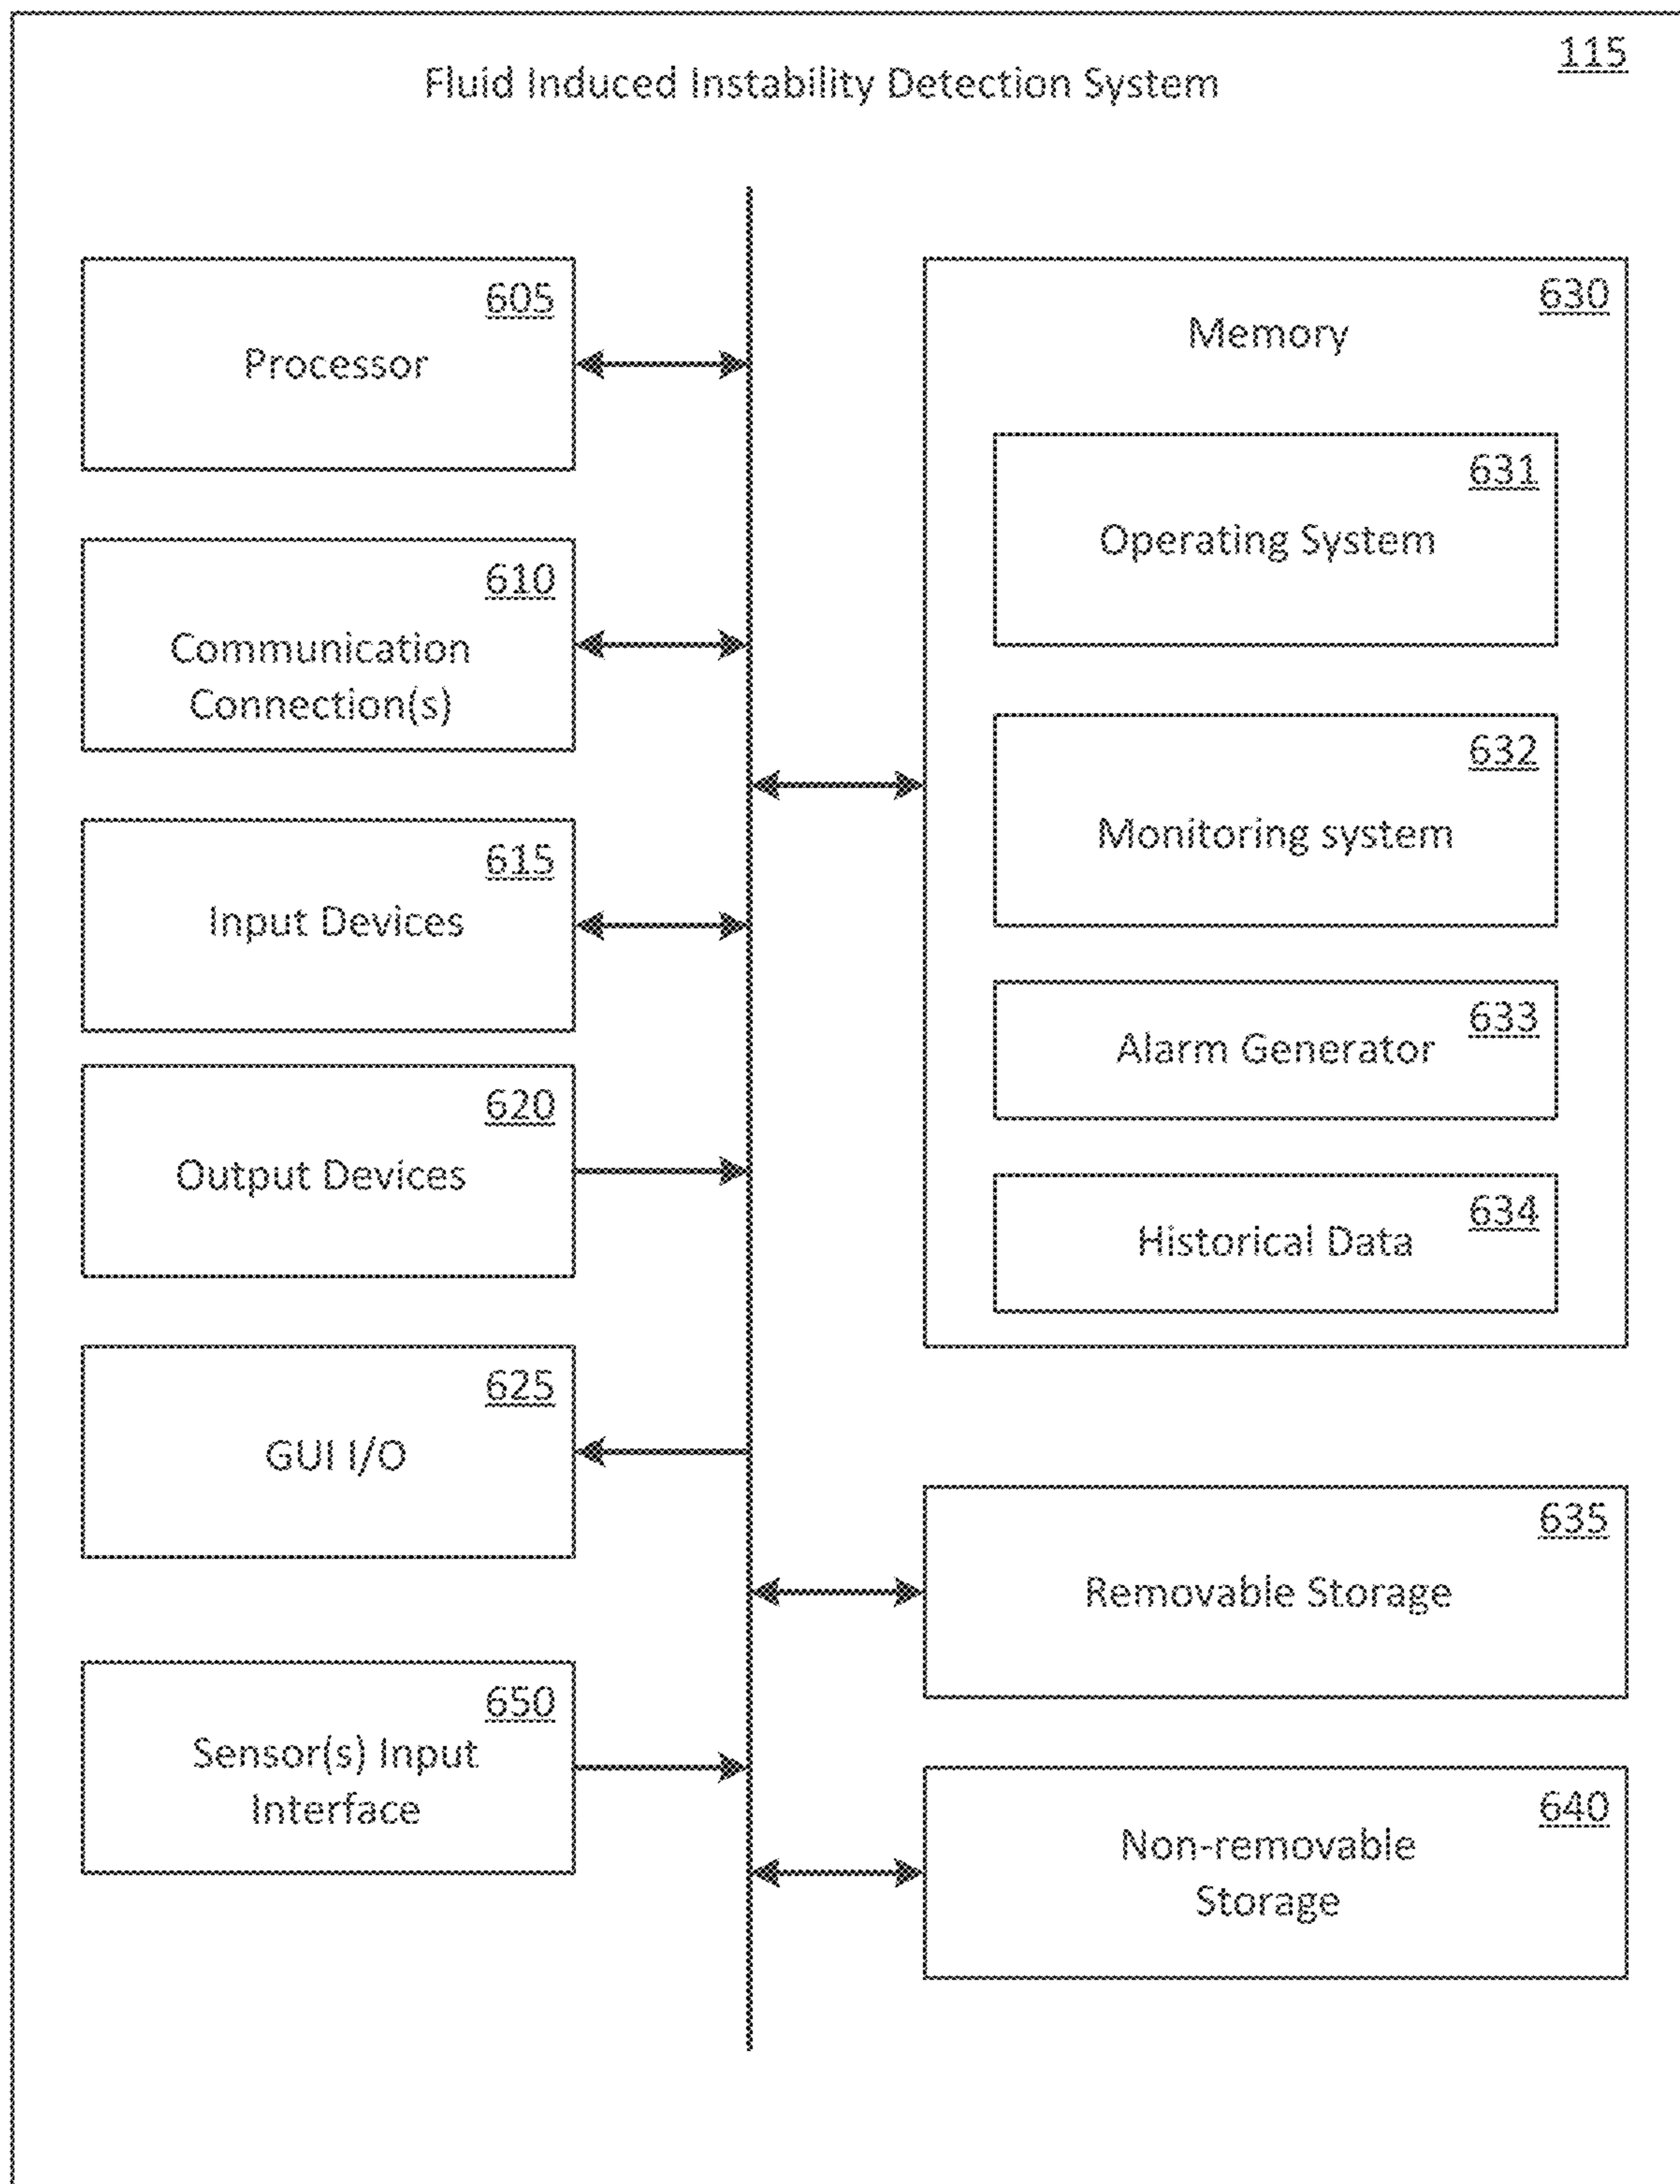 115
Fluid Induced Instability Detection System
605
Processor
610
Communication
Connection(s)
615
Input Devices
620
Output Devices
625
GUI I/O
650
Sensor(s) Input
Interface
630
Memory
631
Operating System
632
Monitoring system
633
Alarm Generator
634
Historical Data
635
Removable Storage
640
Non-removable
Storage